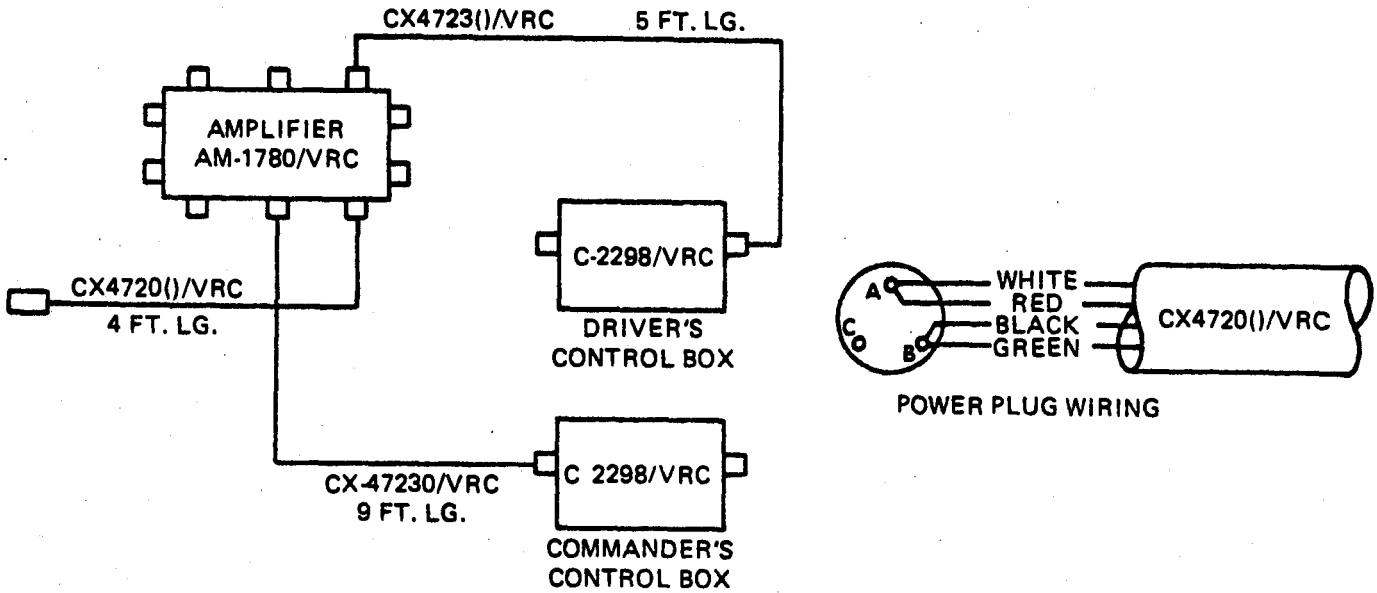 CX4723()/VRC
5 FT. LG.
AMPLIFIER
AM-1780/VRC
C-2298/VRC
DRIVER'S
CONTROL BOX
CX4720()/VRC
4 FT. LG.
CX-47230/VRC
9 FT. LG.
C 2298/VRC
COMMANDER'S
CONTROL BOX
A
C
B
WHITE
RED
BLACK
GREEN
CX4720()/VRC
POWER PLUG WIRING